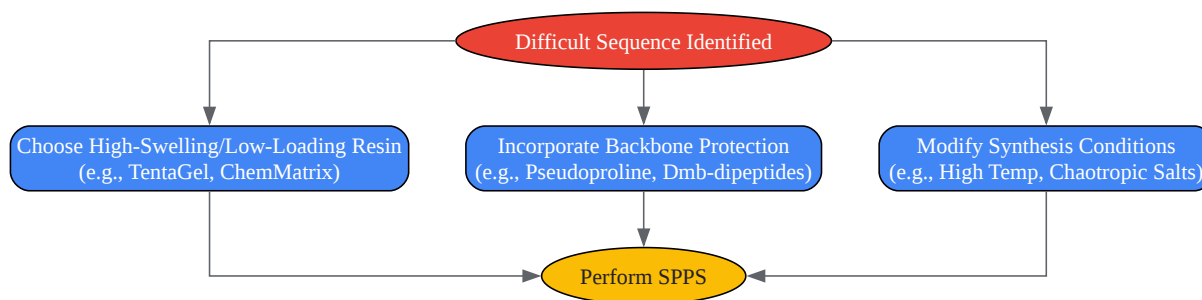 Difficult Sequence Identified
Choose High-Swelling/Low-Loading Resin
(e.g., TentaGel, ChemMatrix)
Incorporate Backbone Protection
(e.g., Pseudoproline, Dmb-dipeptides)
Modify Synthesis Conditions
(e.g., High Temp, Chaotropic Salts)
Perform SPPS